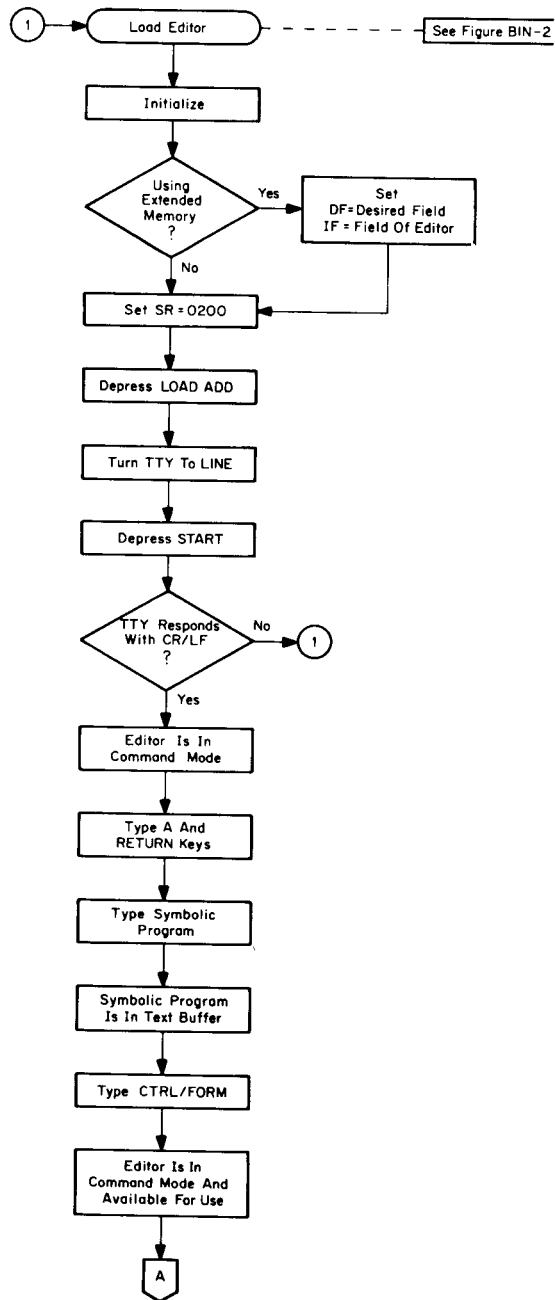 1
Load Editor
See Figure BIN-2
Initialize
Using
Extended
Memory
?
Yes
Set
DF=Desired Field
IF = Field Of Editor
No
Set SR = 0200
Depress LOAD ADD
Turn TTY To LINE
Depress START
TTY Responds
With CR/LF
?
No
1
Yes
Editor Is In
Command Mode
Type A And
RETURN Keys
Type Symbolic
Program
Symbolic Program
Is In Text Buffer
Type CTRL/FORM
Editor Is In
Command Mode And
Available For Use
A